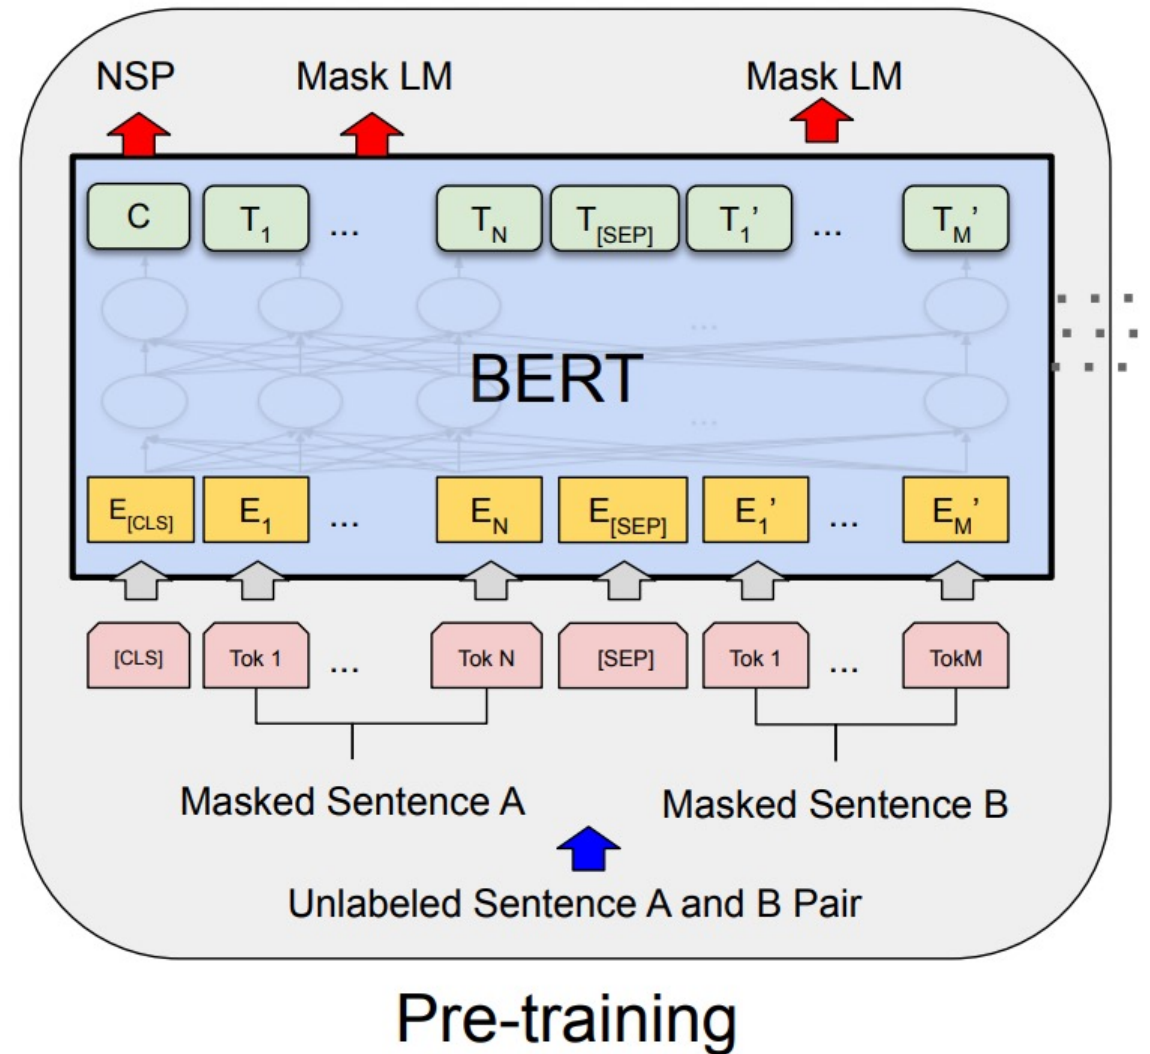 NSP Mask LM Mask LM
C T1 ... TN T[SEP] T1’ ... TM’
...
BERT
...
E[CLS] E1 ... EN E[SEP] E1’ ... EM’
[CLS] Tok 1 ... Tok N [SEP] Tok 1 ... TokM
Masked Sentence A Masked Sentence B
Unlabeled Sentence A and B Pair
Pre-training